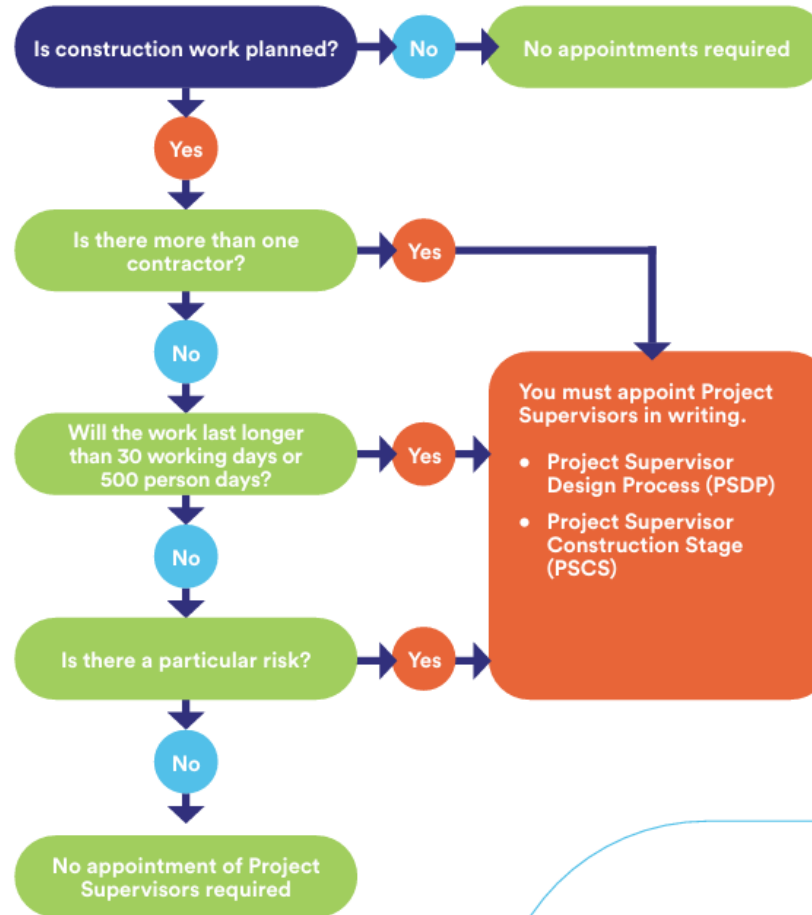 Is construction work planned?
No
No appointments required
Yes
Is there more than one
contractor?
Yes
No
You must appoint Project
Supervisors in writing.
• Project Supervisor
Design Process (PSDP)
• Project Supervisor
Construction Stage
(PSCS)
Will the work last longer
than 30 working days or
500 person days?
Yes
No
Is there a particular risk?
Yes
No
No appointment of Project
Supervisors required